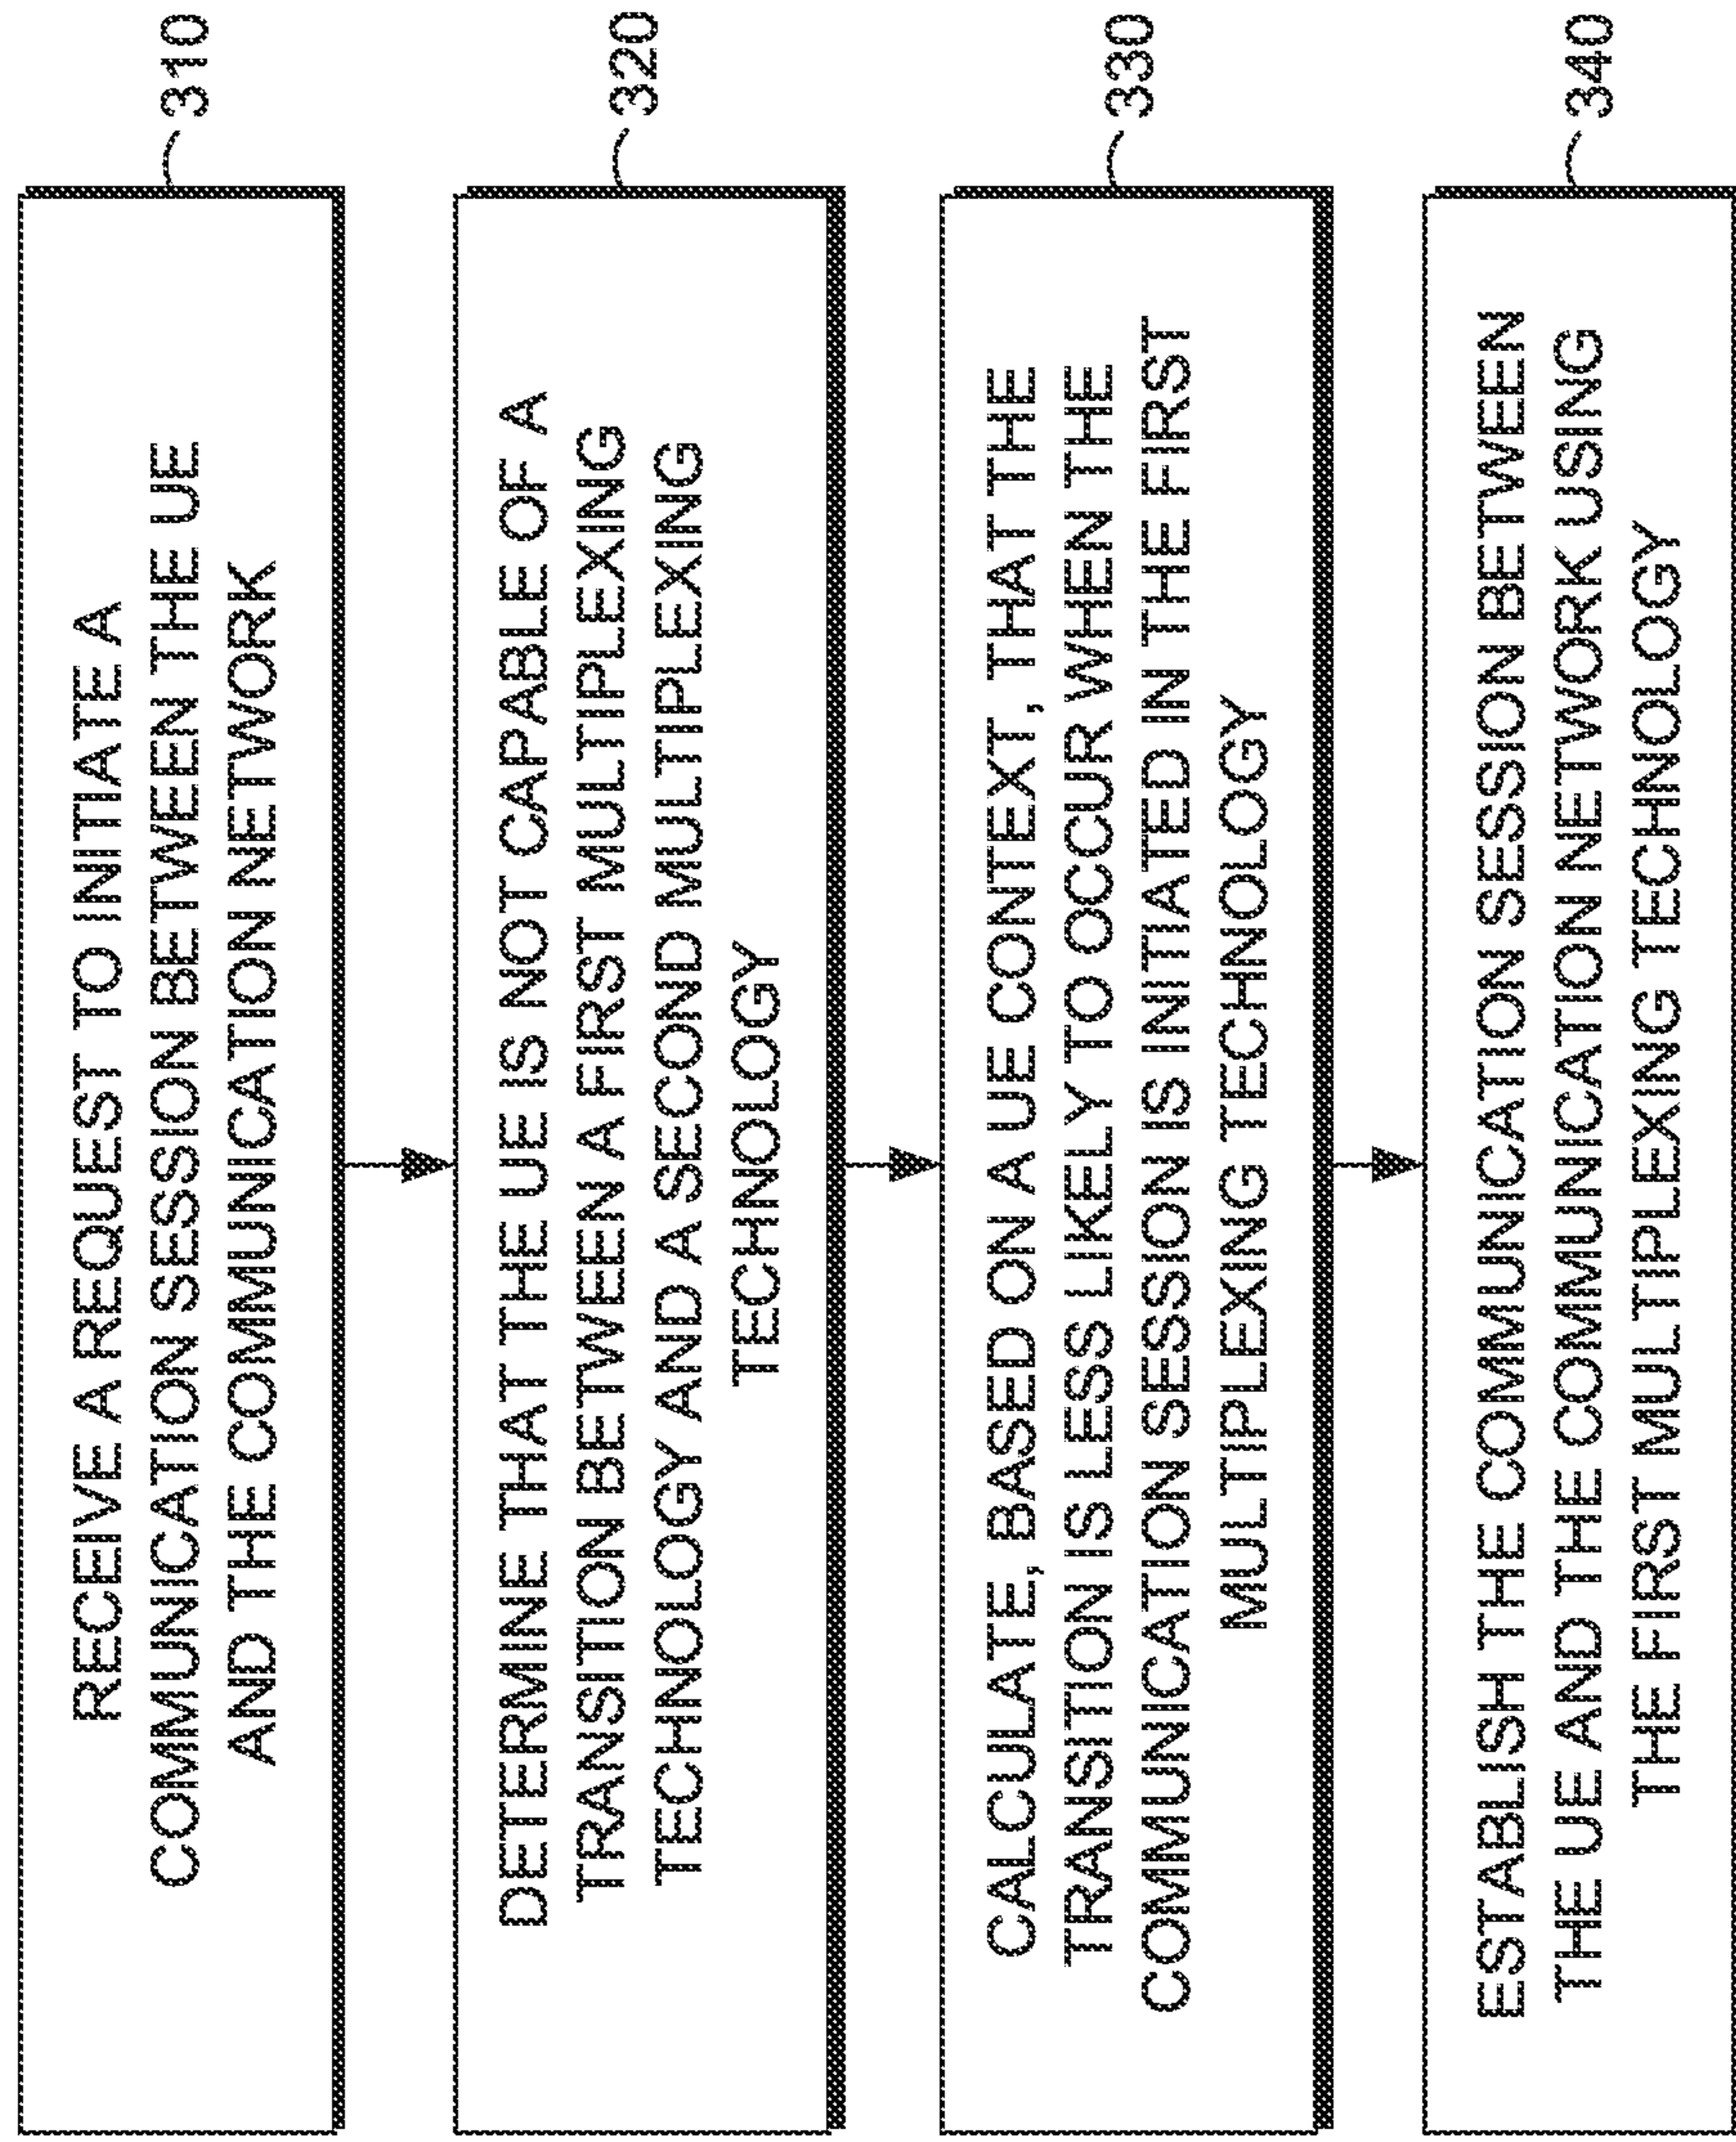 RECEIVE A REQUEST TO INITIATE A
COMMUNICATION SESSION BETWEEN THE UE
AND THE COMMUNICATION NETWORK
310
DETERMINE THAT THE UE IS NOT CAPABLE OF A
TRANSITION BETWEEN A FIRST MULTIPLEXING
TECHNOLOGY AND A SECOND MULTIPLEXING
TECHNOLOGY
320
CALCULATE, BASED ON A UE CONTEXT, THAT THE
TRANSITION IS LESS LIKELY TO OCCUR WHEN THE
COMMUNICATION SESSION IS INITIATED IN THE FIRST
MULTIPLEXING TECHNOLOGY
330
ESTABLISH THE COMMUNICATION SESSION BETWEEN
THE UE AND THE COMMUNICATION NETWORK USING
THE FIRST MULTIPLEXING TECHNOLOGY
340